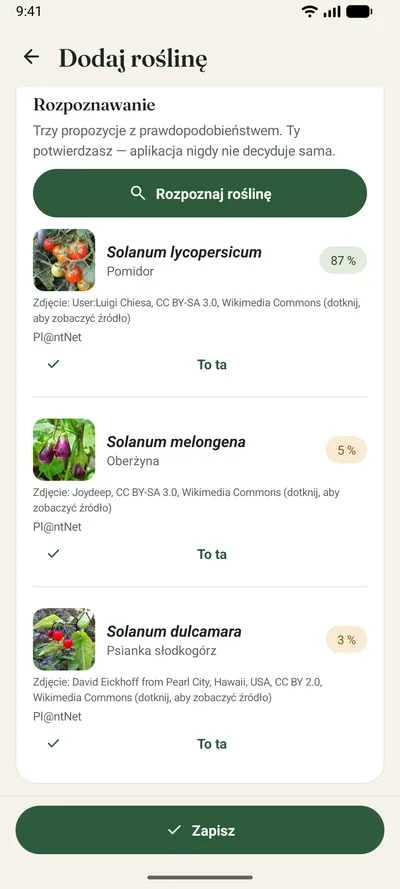 9:41
Dodaj roślinę
Rozpoznawanie
Trzy propozycje z prawdopodobieństwem. Ty
potwierdzasz — aplikacja nigdy nie decyduje sama.
Rozpoznaj roślinę
Solanum lycopersicum
87 %
Pomidor
Zdjęcie: User:Luigi Chiesa, CC BY-SA 3.0, Wikimedia Commons (dotknij,
aby zobaczyć źródło)
Pl@ntNet
To ta
Solanum melongena
5 %
Oberżyna
Zdjęcie: Joydeep, CC BY-SA 3.0, Wikimedia Commons (dotknij, aby
zobaczyć źródło)
Pl@ntNet
To ta
Solanum dulcamara
3 %
Psianka słodkogórz
Zdjęcie: David Eickhoff from Pearl City, Hawaii, USA, CC BY 2.0,
Wikimedia Commons (dotknij, aby zobaczyć źródło)
Pl@ntNet
To ta
Zapisz